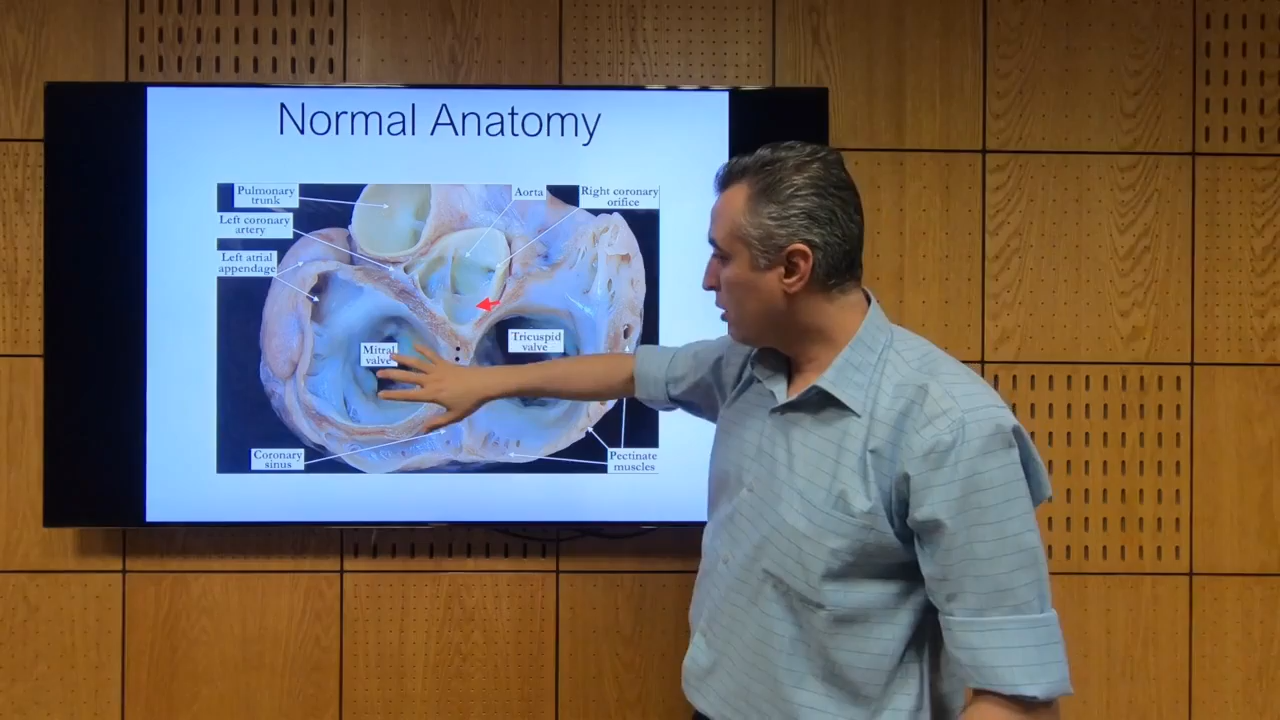 Normal Anatomy
Pulmonary
trunk
Aorta
Right coronary
orifice
Left coronary
artery
Left atrial
appendage
Mitral
valve
Tricuspid
valve
Coronary
sinus
Pectinate
muscles